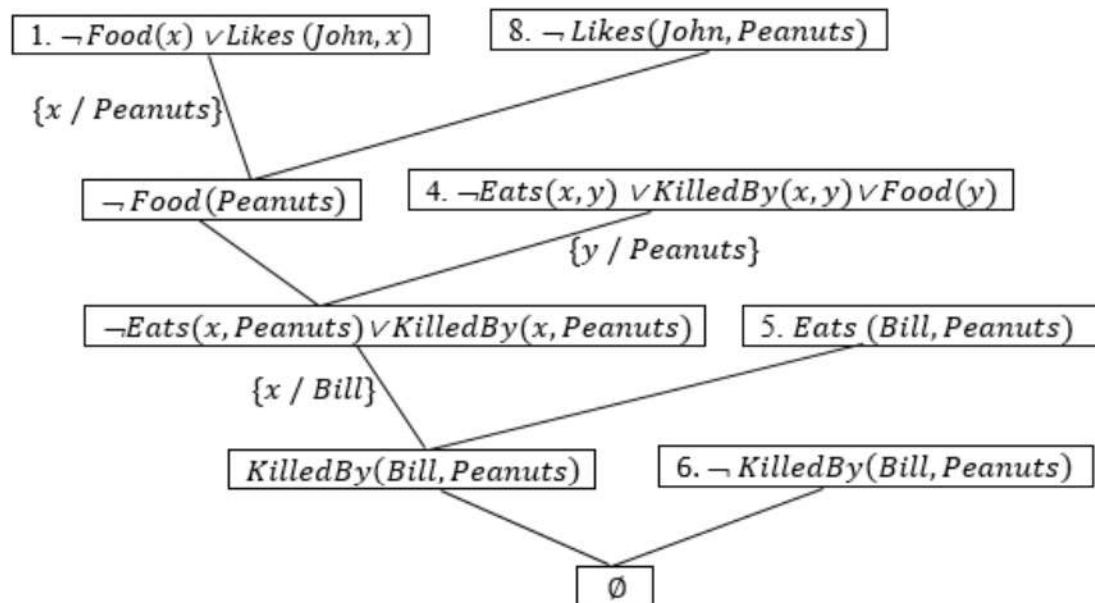 1. ¬Food(x) ∨Likes (John, x)
8. ¬ Likes(John, Peanuts)
{x / Peanuts}
¬ Food(Peanuts)
4. ¬Eats(x, y) ∨KilledBy(x, y)∨Food(y)
{y / Peanuts}
¬Eats(x, Peanuts)∨KilledBy(x, Peanuts)
5. Eats (Bill, Peanuts)
{x / Bill}
KilledBy(Bill, Peanuts)
6. ¬ KilledBy(Bill, Peanuts)
∅